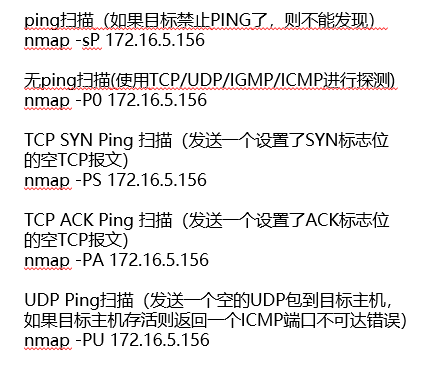 ping扫描（如果目标禁止PING了，则不能发现）
nmap -sP 172.16.5.156
无ping扫描(使用TCP/UDP/IGMP/ICMP进行探测)
nmap -P0 172.16.5.156
TCP SYN Ping 扫描（发送一个设置了SYN标志位
的空TCP报文）
nmap -PS 172.16.5.156
TCP ACK Ping 扫描（发送一个设置了ACK标志位
的空TCP报文）
nmap -PA 172.16.5.156
UDP Ping扫描（发送一个空的UDP包到目标主机，
如果目标主机存活则返回一个ICMP端口不可达错误）
nmap -PU 172.16.5.156